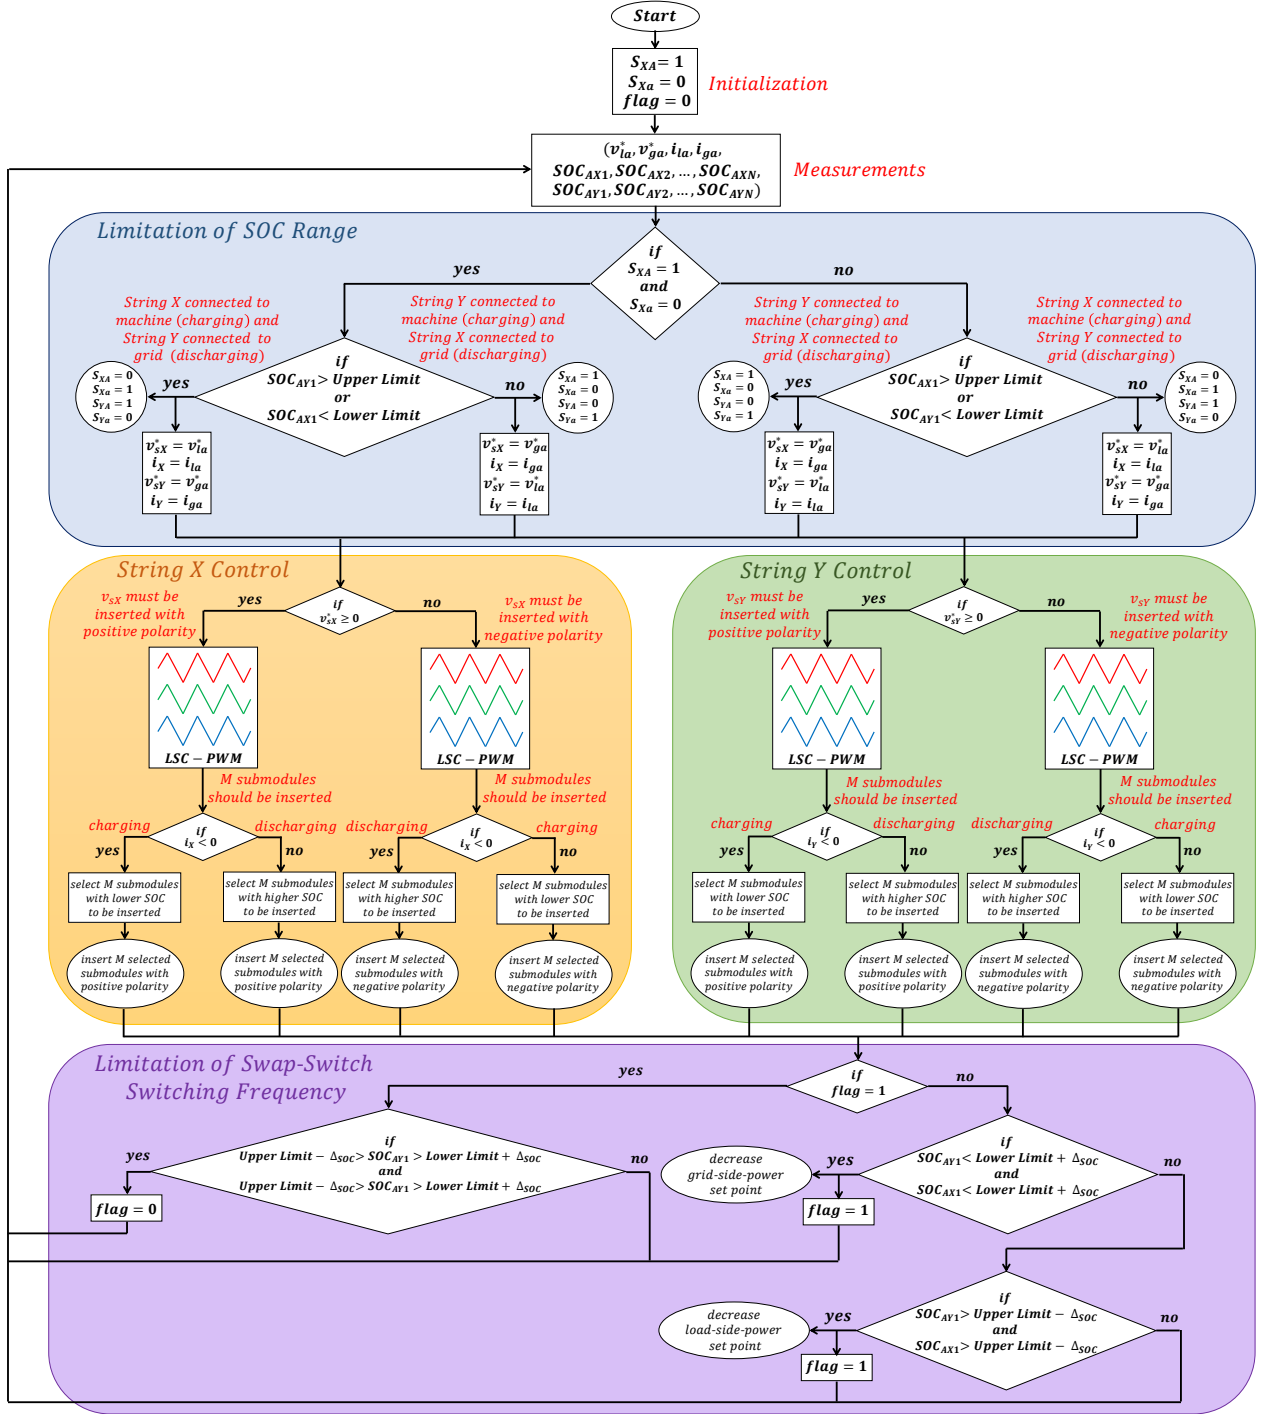 Start
S_XA = 1
S_Xa = 0
flag = 0
Initialization
(v*_la, v*_ga, i_la, i_ga,
SOC_AX1, SOC_AX2, …, SOC_AXN,
SOC_AY1, SOC_AY2, …, SOC_AYN)
Measurements
Limitation of SOC Range
if
S_XA = 1
and
S_Xa = 0
yes
no
String X connected to
machine (charging) and
String Y connected to
grid (discharging)
String Y connected to
machine (charging) and
String X connected to
grid (discharging)
String Y connected to
machine (charging) and
String X connected to
grid (discharging)
String X connected to
machine (charging) and
String Y connected to
grid (discharging)
S_XA = 0
S_Xa = 1
S_YA = 1
S_Ya = 0
yes
if
SOC_AY1 > Upper Limit
or
SOC_AX1 < Lower Limit
no
S_XA = 1
S_Xa = 0
S_YA = 0
S_Ya = 1
S_XA = 1
S_Xa = 0
S_YA = 0
S_Ya = 1
yes
if
SOC_AX1 > Upper Limit
or
SOC_AY1 < Lower Limit
no
S_XA = 0
S_Xa = 1
S_YA = 1
S_Ya = 0
v*_sX = v*_la
i_X = i_la
v*_sY = v*_ga
i_Y = i_ga
v*_sX = v*_ga
i_X = i_ga
v*_sY = v*_la
i_Y = i_la
v*_sX = v*_ga
i_X = i_ga
v*_sY = v*_la
i_Y = i_la
v*_sX = v*_la
i_X = i_la
v*_sY = v*_ga
i_Y = i_ga
String X Control
v_sX must be
inserted with
positive polarity
yes
if
v*_sX ≥ 0
no
v_sX must be
inserted with
negative polarity
LSC − PWM
LSC − PWM
M submodules
should be inserted
M submodules
should be inserted
charging
if
i_X < 0
discharging
yes
no
discharging
if
i_X < 0
charging
yes
no
select M submodules
with lower SOC
to be inserted
select M submodules
with higher SOC
to be inserted
select M submodules
with higher SOC
to be inserted
select M submodules
with lower SOC
to be inserted
insert M selected
submodules with
positive polarity
insert M selected
submodules with
positive polarity
insert M selected
submodules with
negative polarity
insert M selected
submodules with
negative polarity
String Y Control
v_sY must be
inserted with
positive polarity
yes
if
v*_sY ≥ 0
no
v_sY must be
inserted with
negative polarity
LSC − PWM
LSC − PWM
M submodules
should be inserted
M submodules
should be inserted
charging
if
i_Y < 0
discharging
yes
no
discharging
if
i_Y < 0
charging
yes
no
select M submodules
with lower SOC
to be inserted
select M submodules
with higher SOC
to be inserted
select M submodules
with higher SOC
to be inserted
select M submodules
with lower SOC
to be inserted
insert M selected
submodules with
positive polarity
insert M selected
submodules with
positive polarity
insert M selected
submodules with
negative polarity
insert M selected
submodules with
negative polarity
Limitation of Swap-Switch
Switching Frequency
yes
if
flag = 1
no
yes
if
Upper Limit − Δ_SOC > SOC_AY1 > Lower Limit + Δ_SOC
and
Upper Limit − Δ_SOC > SOC_AY1 > Lower Limit + Δ_SOC
no
flag = 0
decrease
grid-side-power
set point
yes
if
SOC_AY1 < Lower Limit + Δ_SOC
and
SOC_AX1 < Lower Limit + Δ_SOC
no
flag = 1
decrease
load-side-power
set point
yes
if
SOC_AY1 > Upper Limit − Δ_SOC
and
SOC_AX1 > Upper Limit − Δ_SOC
no
flag = 1